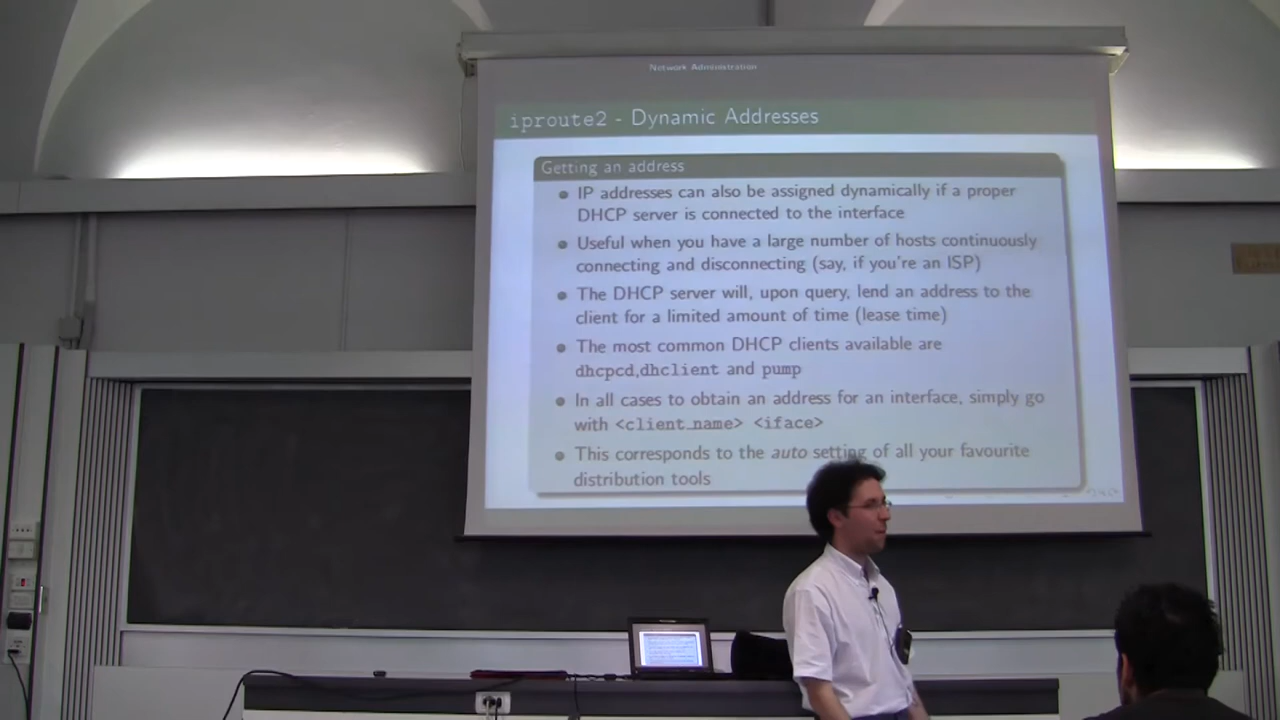 Network Administration
iproute2 - Dynamic Addresses
Getting an address
IP addresses can also be assigned dynamically if a proper
DHCP server is connected to the interface
Useful when you have a large number of hosts continuously
connecting and disconnecting (say, if you're an ISP)
The DHCP server will, upon query, lend an address to the
client for a limited amount of time (lease time)
The most common DHCP clients available are
dhcpcd,dhclient and pump
In all cases to obtain an address for an interface, simply go
with <client_name> <iface>
This corresponds to the auto setting of all your favourite
distribution tools